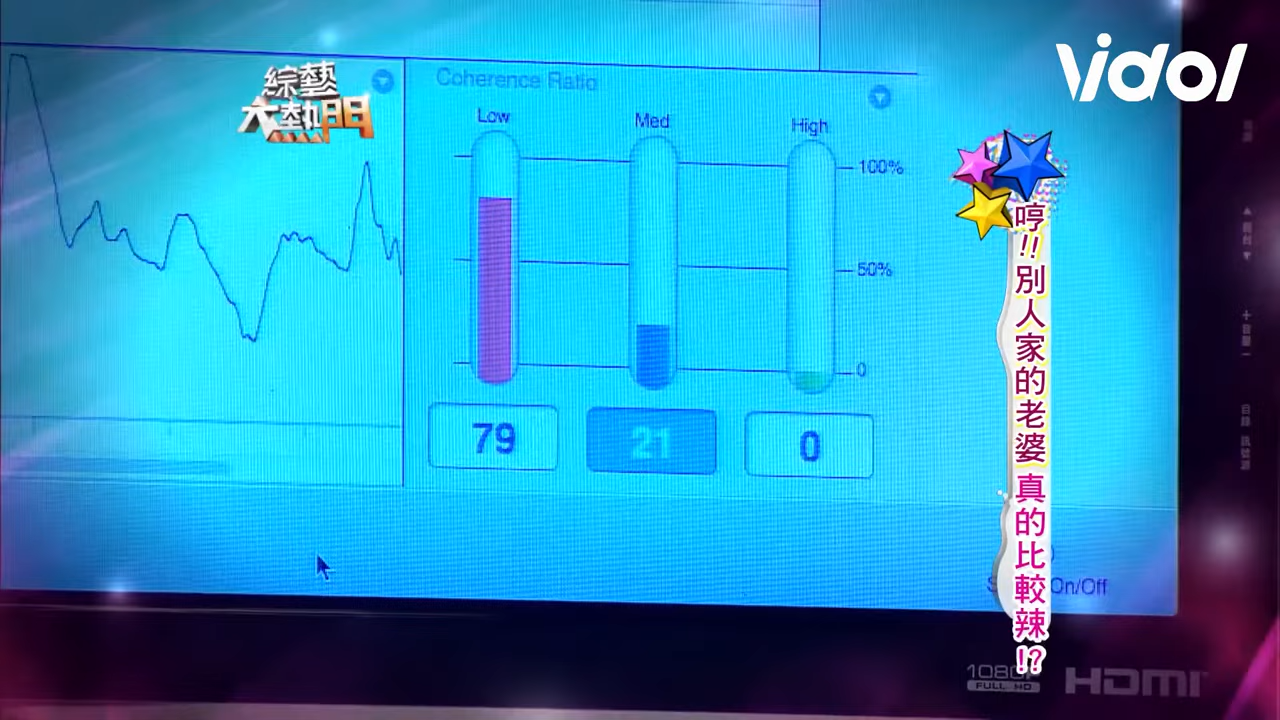 Vidol
綜藝
大熱門
Coherence Ratio
Low
Med
High
100%
50%
0
79
21
0
哼!!別人家的老婆 真的比較辣!?
On/Off
1080P
FULL HD
HDMI